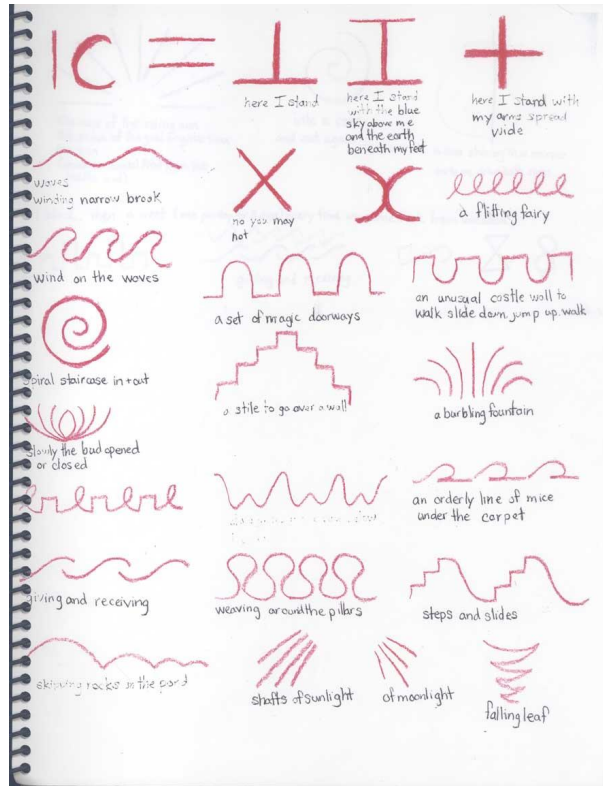 here I stand
here I stand
with the blue
sky above me
and the earth
beneath my feet
here I stand with
my arms spread
wide
waves
winding narrow brook
no you may
not
a flitting fairy
wind on the waves
a set of magic doorways
an unusual castle wall to
walk slide down jump up walk
spiral staircase in + out
a stile to go over a wall
a burbling fountain
slowly the bud opened
or closed
an orderly line of mice
under the carpet
giving and receiving
weaving around the pillars
steps and slides
skipping rocks in the pond
shafts of sunlight
of moonlight
falling leaf